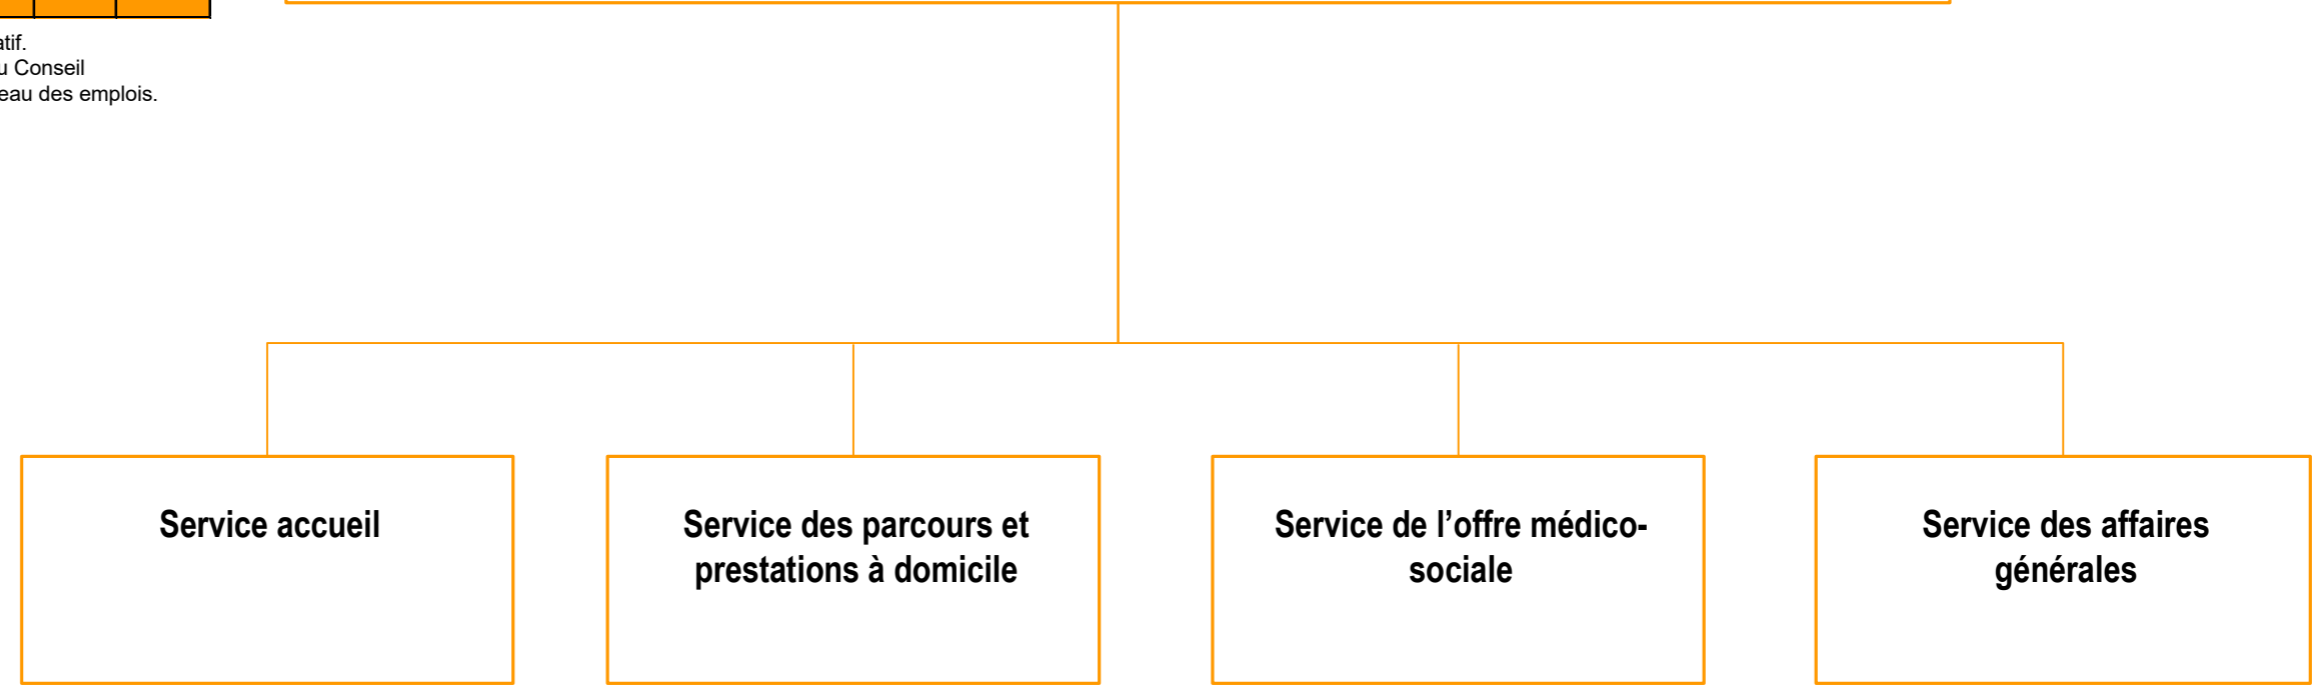 atif.
u Conseil
eau des emplois.
Service accueil
Service des parcours et
prestations à domicile
Service de l’offre médico-
sociale
Service des affaires
générales